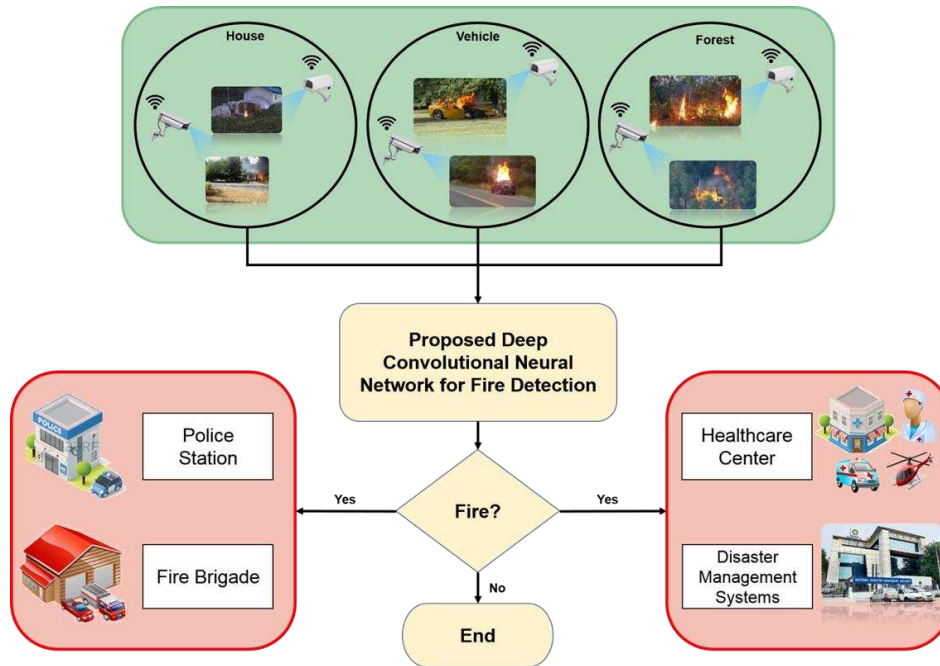 House
Vehicle
Forest
Proposed Deep
Convolutional Neural
Network for Fire Detection
POLICE
Police
Station
Healthcare
Center
Yes
Fire?
Yes
Fire Brigade
Disaster
Management
Systems
No
End